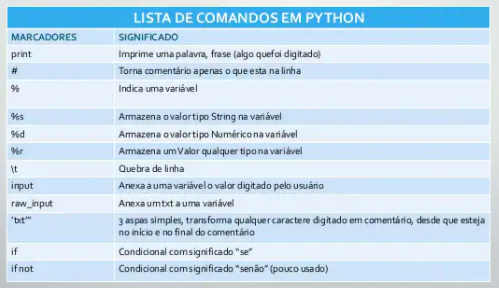 LISTA DE COMANDOS EM PYTHON
MARCADORES SIGNIFICADO
print Imprime uma palavra, frase (algo quefoi digitado)
# Torna comentário apenas o que esta na linha
% Indica uma variável
%s Armazena o valor tipo String na variável
%d Armazena o valor tipo Numérico na variável
%r Armazena um Valor qualquer tipo na variável
\t Quebra de linha
input Anexa a uma variável o valor digitado pelo usuário
raw_input Anexa um txt a uma variável
'txt''' 3 aspas simples, transforma qualquer caractere digitado em comentário, desde que esteja
no início e no final do comentário
if Condicional com significado "se"
if not Condicional com significado "senão" (pouco usado)